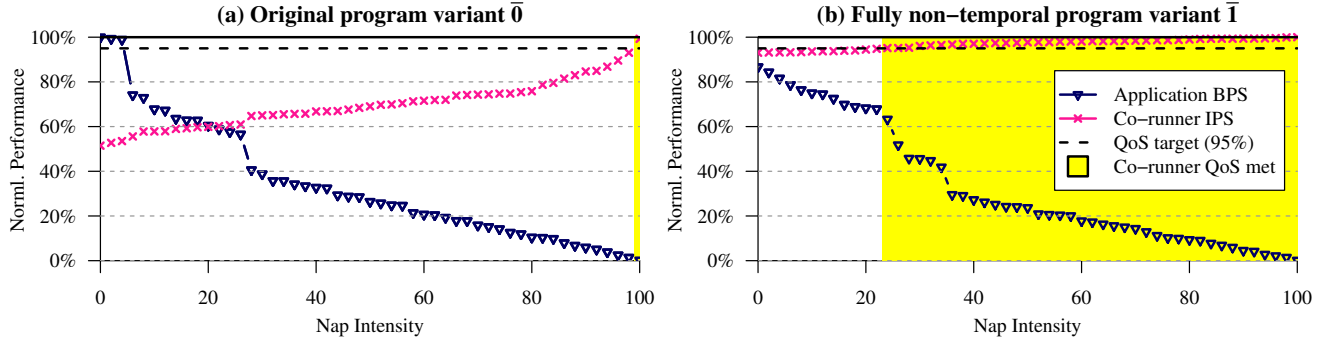 (a) Original program variant 0̅
Norml. Performance
100%
80%
60%
40%
20%
0%
0 20 40 60 80 100
Nap Intensity
(b) Fully non−temporal program variant 1̅
Norml. Performance
100%
80%
60%
40%
20%
0%
Application BPS
Co−runner IPS
QoS target (95%)
Co−runner QoS met
0 20 40 60 80 100
Nap Intensity